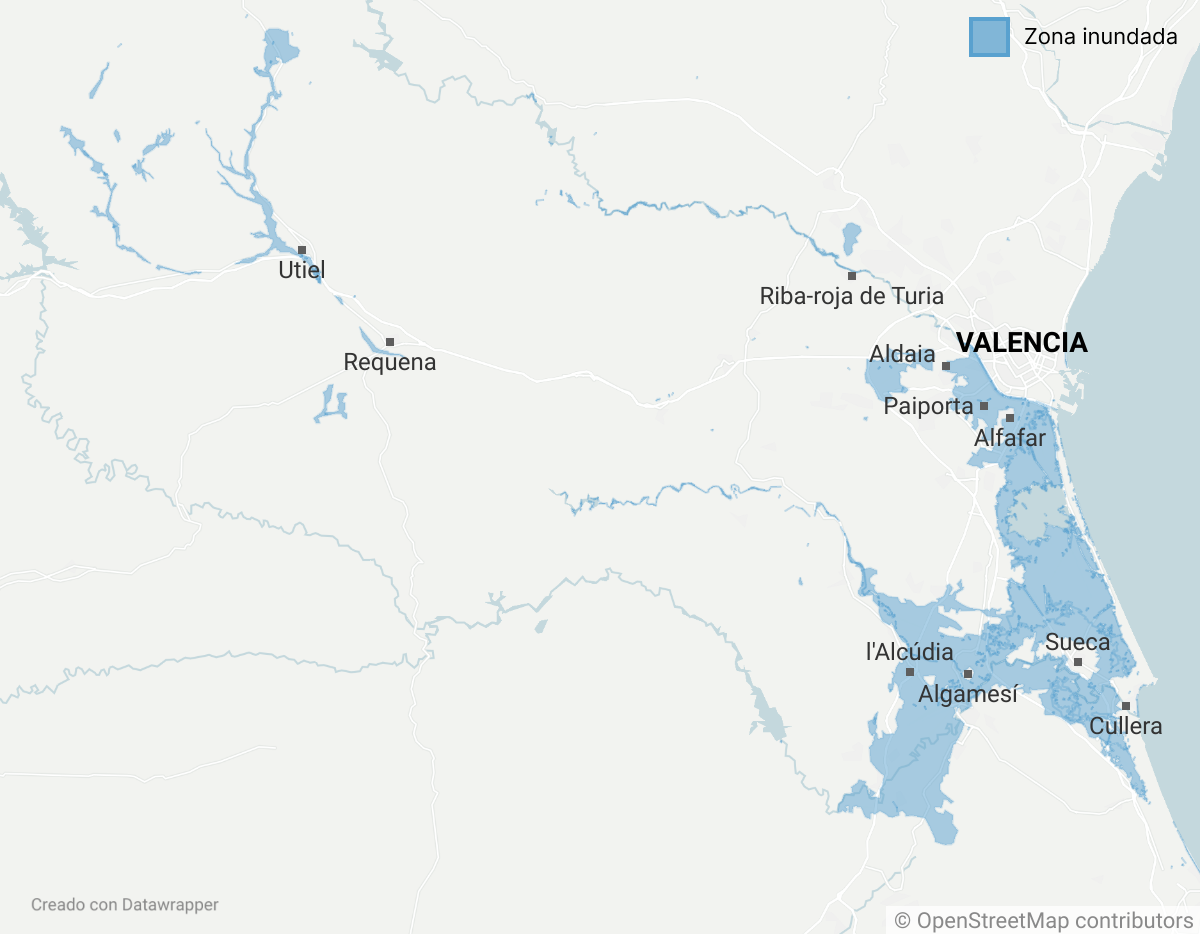 Zona inundada
Utiel
Riba-roja de Turia
VALENCIA
Aldaia
Requena
Paiporta
Alfafar
Sueca
l'Alcúdia
Algamesí
Cullera
Creado con Datawrapper
© OpenStreetMap contributors